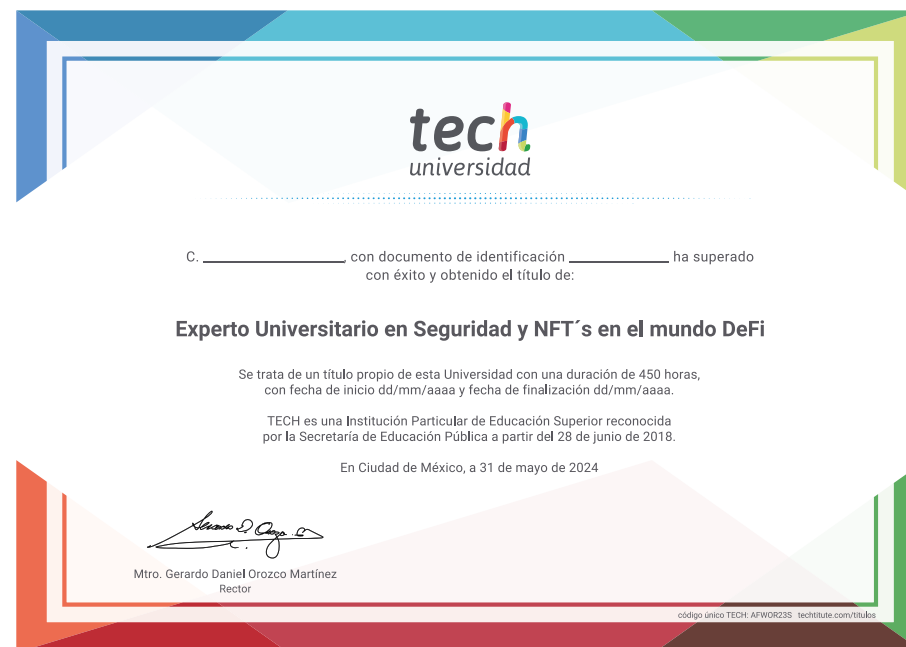 tech
universidad
C. _________________, con documento de identificación ____________ ha superado
con éxito y obtenido el título de:
Experto Universitario en Seguridad y NFT´s en el mundo DeFi
Se trata de un título propio de esta Universidad con una duración de 450 horas,
con fecha de inicio dd/mm/aaaa y fecha de finalización dd/mm/aaaa.
TECH es una Institución Particular de Educación Superior reconocida
por la Secretaría de Educación Pública a partir del 28 de junio de 2018.
En Ciudad de México, a 31 de mayo de 2024
Mtro. Gerardo Daniel Orozco Martínez
Rector
código único TECH: AFWOR23S techtitute.com/titulos